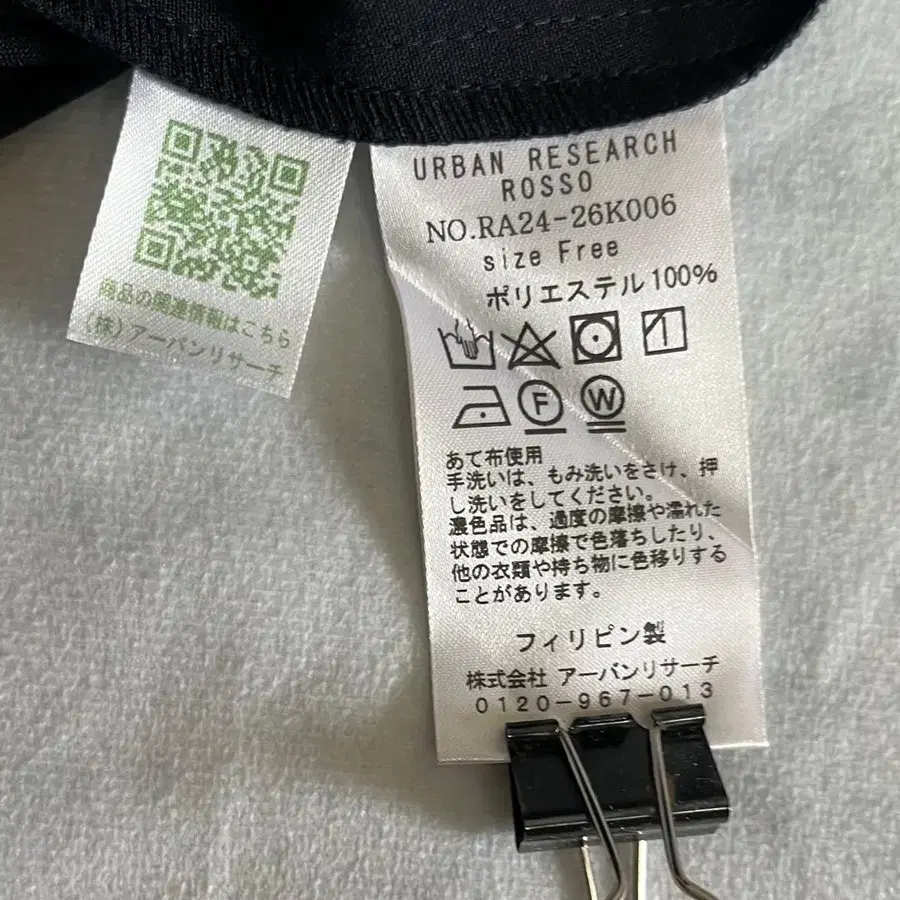 商品の関連情報はこちら
(株)アーバンリサーチ
URBAN RESEARCH
ROSSO
NO.RA24-26K006
size Free
ポリエステル100%
F
W
あて布使用
手洗いは、もみ洗いをさけ、押
し洗いをしてください。
濃色品は、過度の摩擦や濡れた
状態での摩擦で色落ちしたり、
他の衣類や持ち物に色移りする
ことがあります。
フィリピン製
株式会社 アーバンリサーチ
0120-967-013